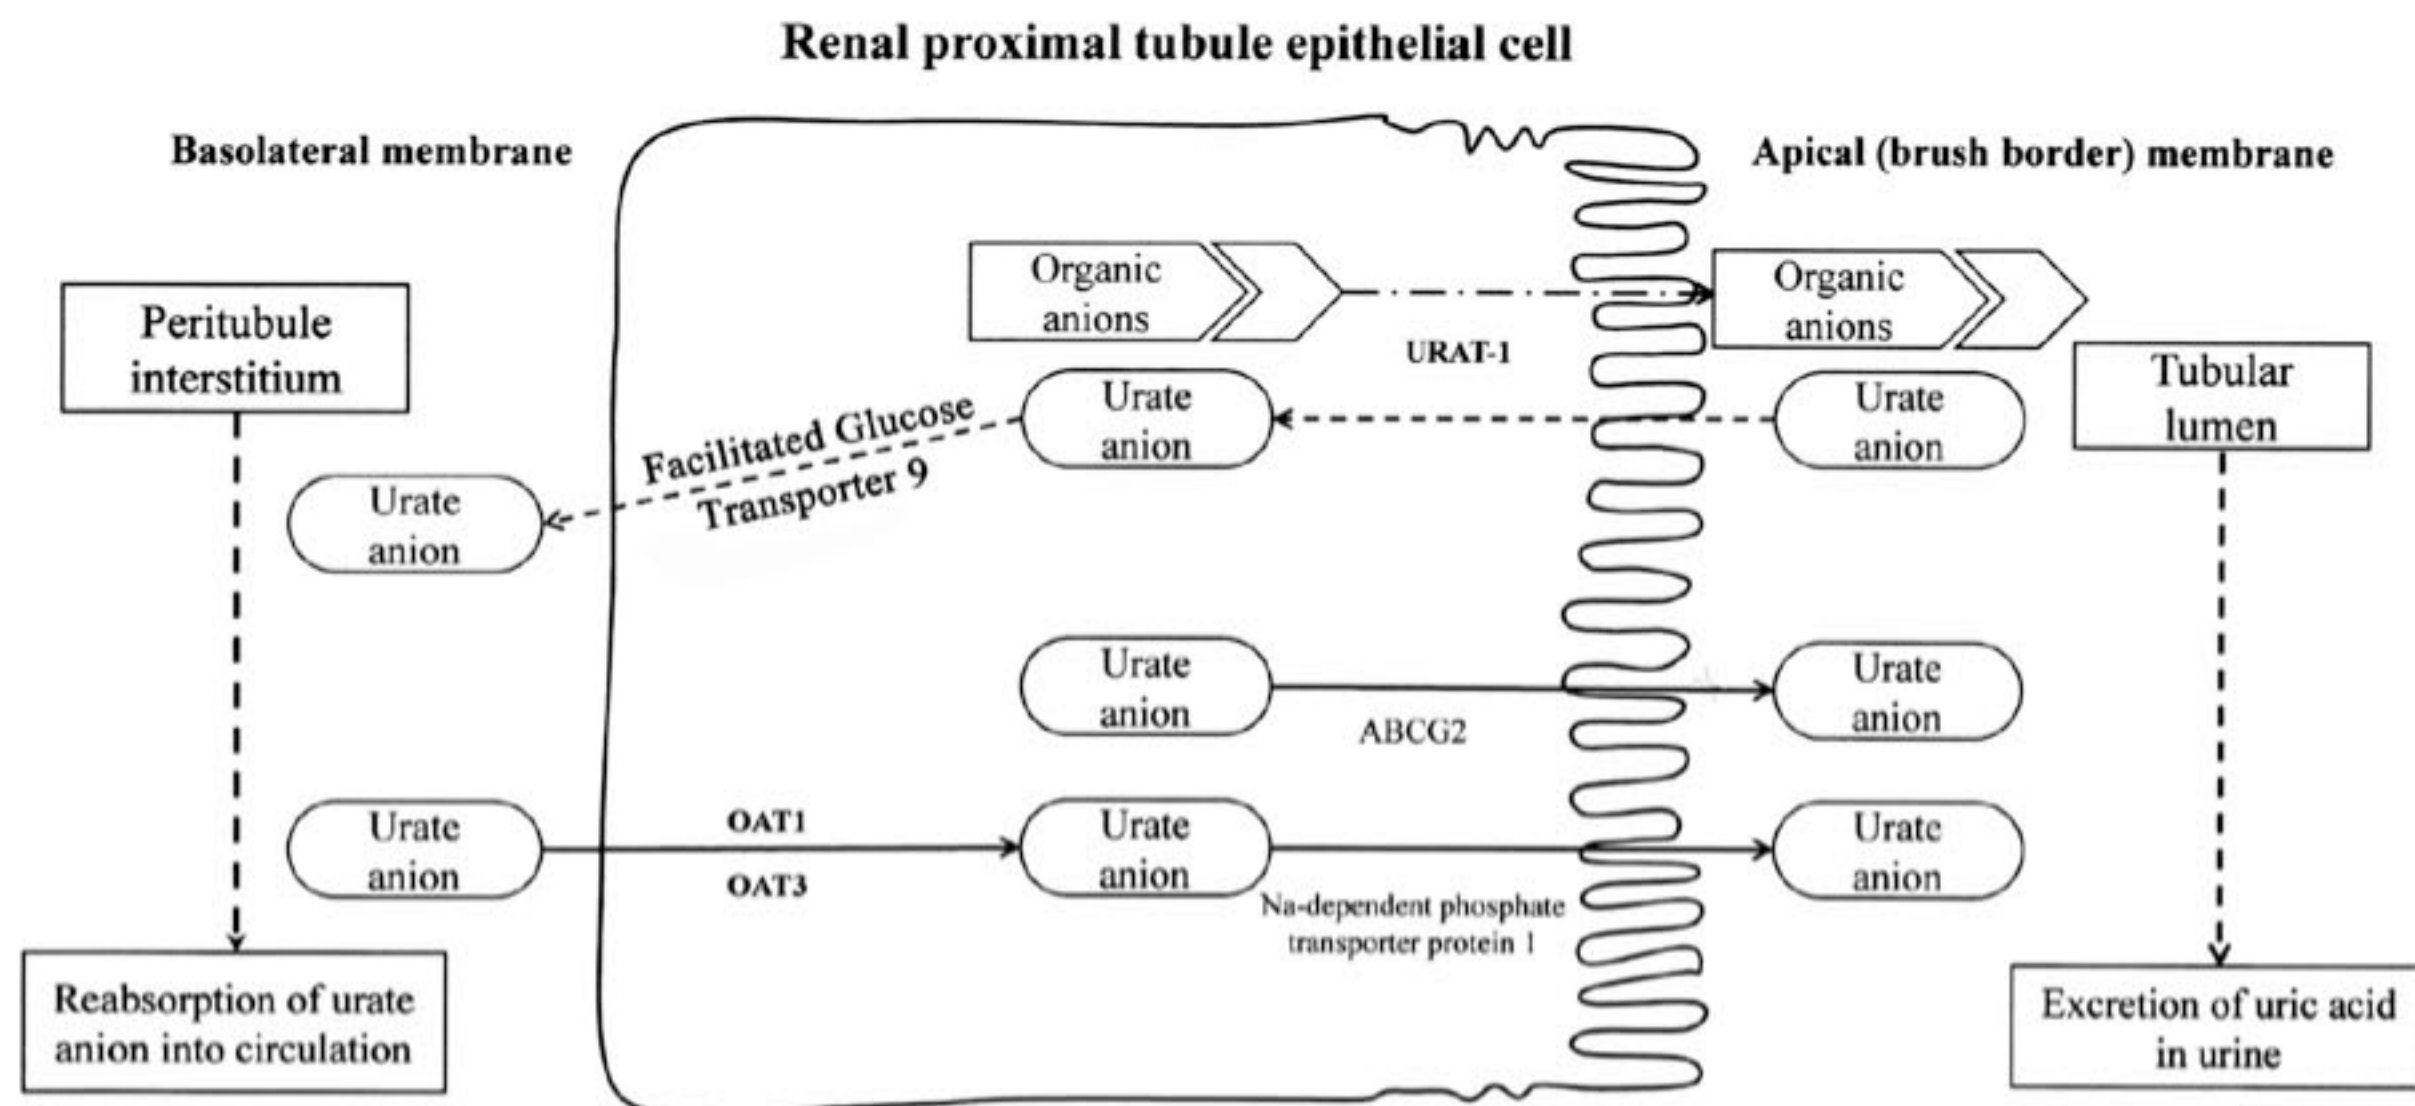 Renal proximal tubule epithelial cell
Basolateral membrane
Apical (brush border) membrane
Peritubule
interstitium
Organic
anions
URAT-1
Organic
anions
Tubular
lumen
Urate
anion
Urate
anion
Facilitated Glucose
Transporter 9
Urate
anion
Urate
anion
ABCG2
Urate
anion
Urate
anion
OAT1
OAT3
Urate
anion
Na-dependent phosphate
transporter protein 1
Urate
anion
Reabsorption of urate
anion into circulation
Excretion of uric acid
in urine